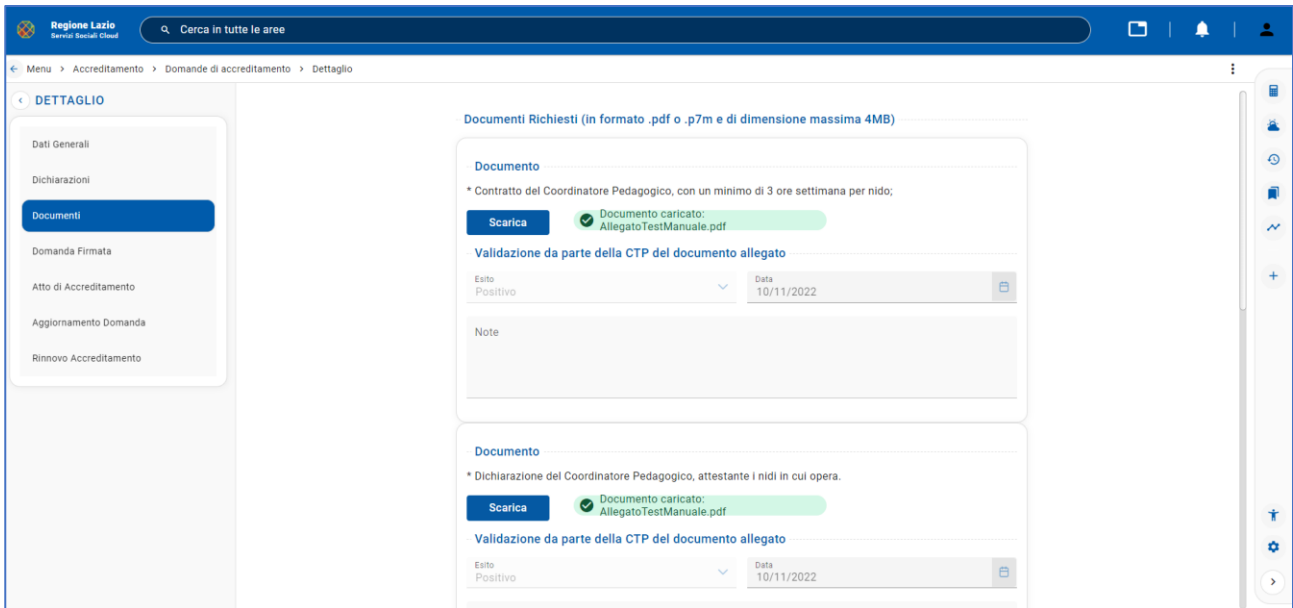 Regione Lazio
Servizi Sociali Cloud
Cerca in tutte le aree
Menu > Accreditamento > Domande di accreditamento > Dettaglio
DETTAGLIO
Dati Generali
Dichiarazioni
Documenti
Domanda Firmata
Atto di Accreditamento
Aggiornamento Domanda
Rinnovo Accreditamento
Documenti Richiesti (in formato .pdf o .p7m e di dimensione massima 4MB)
Documento
* Contratto del Coordinatore Pedagogico, con un minimo di 3 ore settimana per nido;
Scarica
Documento caricato:
AllegatoTestManuale.pdf
Validazione da parte della CTP del documento allegato
Esito
Positivo
Data
10/11/2022
Note
Documento
* Dichiarazione del Coordinatore Pedagogico, attestante i nidi in cui opera.
Scarica
Documento caricato:
AllegatoTestManuale.pdf
Validazione da parte della CTP del documento allegato
Esito
Positivo
Data
10/11/2022